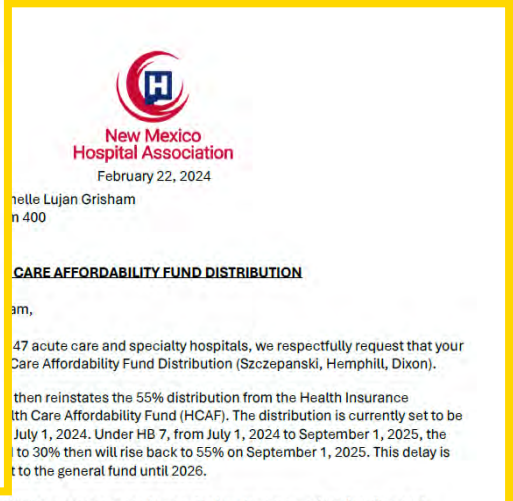 H
New Mexico
Hospital Association
February 22, 2024
helle Lujan Grisham
m 400
CARE AFFORDABILITY FUND DISTRIBUTION
am,
47 acute care and specialty hospitals, we respectfully request that your
Care Affordability Fund Distribution (Szczepanski, Hemphill, Dixon).
then reinstates the 55% distribution from the Health Insurance
lth Care Affordability Fund (HCAF). The distribution is currently set to be
July 1, 2024. Under HB 7, from July 1, 2024 to September 1, 2025, the
l to 30% then will rise back to 55% on September 1, 2025. This delay is
t to the general fund until 2026.